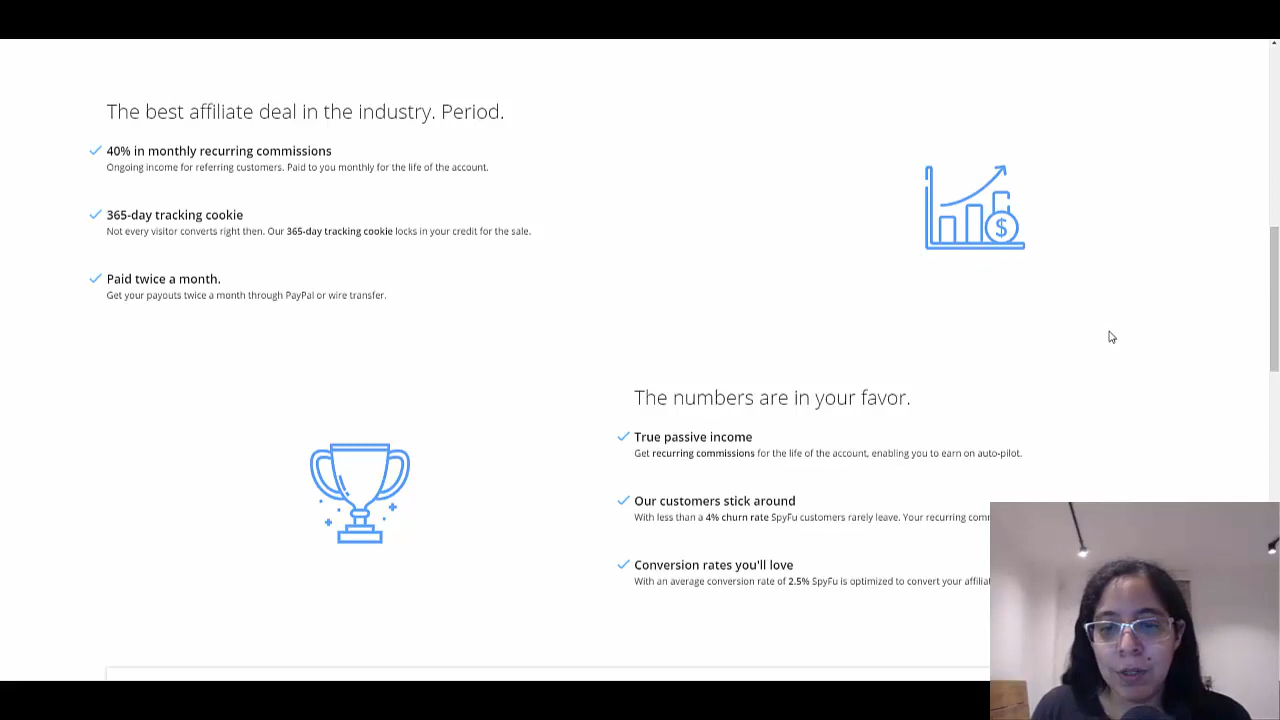 The best affiliate deal in the industry. Period.
40% in monthly recurring commissions
Ongoing income for referring customers. Paid to you monthly for the life of the account.
365-day tracking cookie
Not every visitor converts right then. Our 365-day tracking cookie locks in your credit for the sale.
Paid twice a month.
Get your payouts twice a month through PayPal or wire transfer.
$
The numbers are in your favor.
True passive income
Get recurring commissions for the life of the account, enabling you to earn on auto-pilot.
Our customers stick around
With less than a 4% churn rate SpyFu customers rarely leave. Your recurring
Conversion rates you'll love
With an average conversion rate of 2.5% SpyFu is optimized to convert your